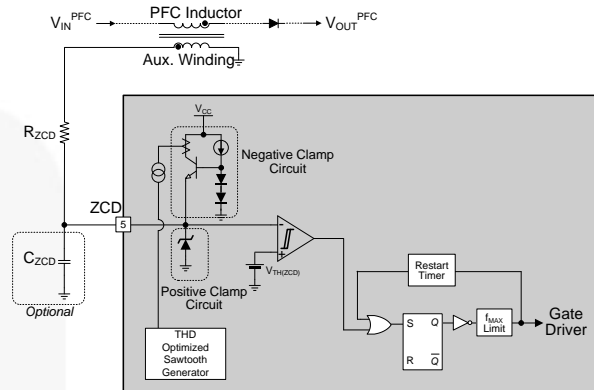 PFC Inductor
V_IN^PFC
V_OUT^PFC
Aux. Winding
V_CC
R_ZCD
Negative Clamp
Circuit
ZCD
5
C_ZCD
V_TH(ZCD)
Positive Clamp
Circuit
Optional
THD
Optimized
Sawtooth
Generator
Restart
Timer
S
Q
R
Q̅
f_MAX
Limit
Gate
Driver